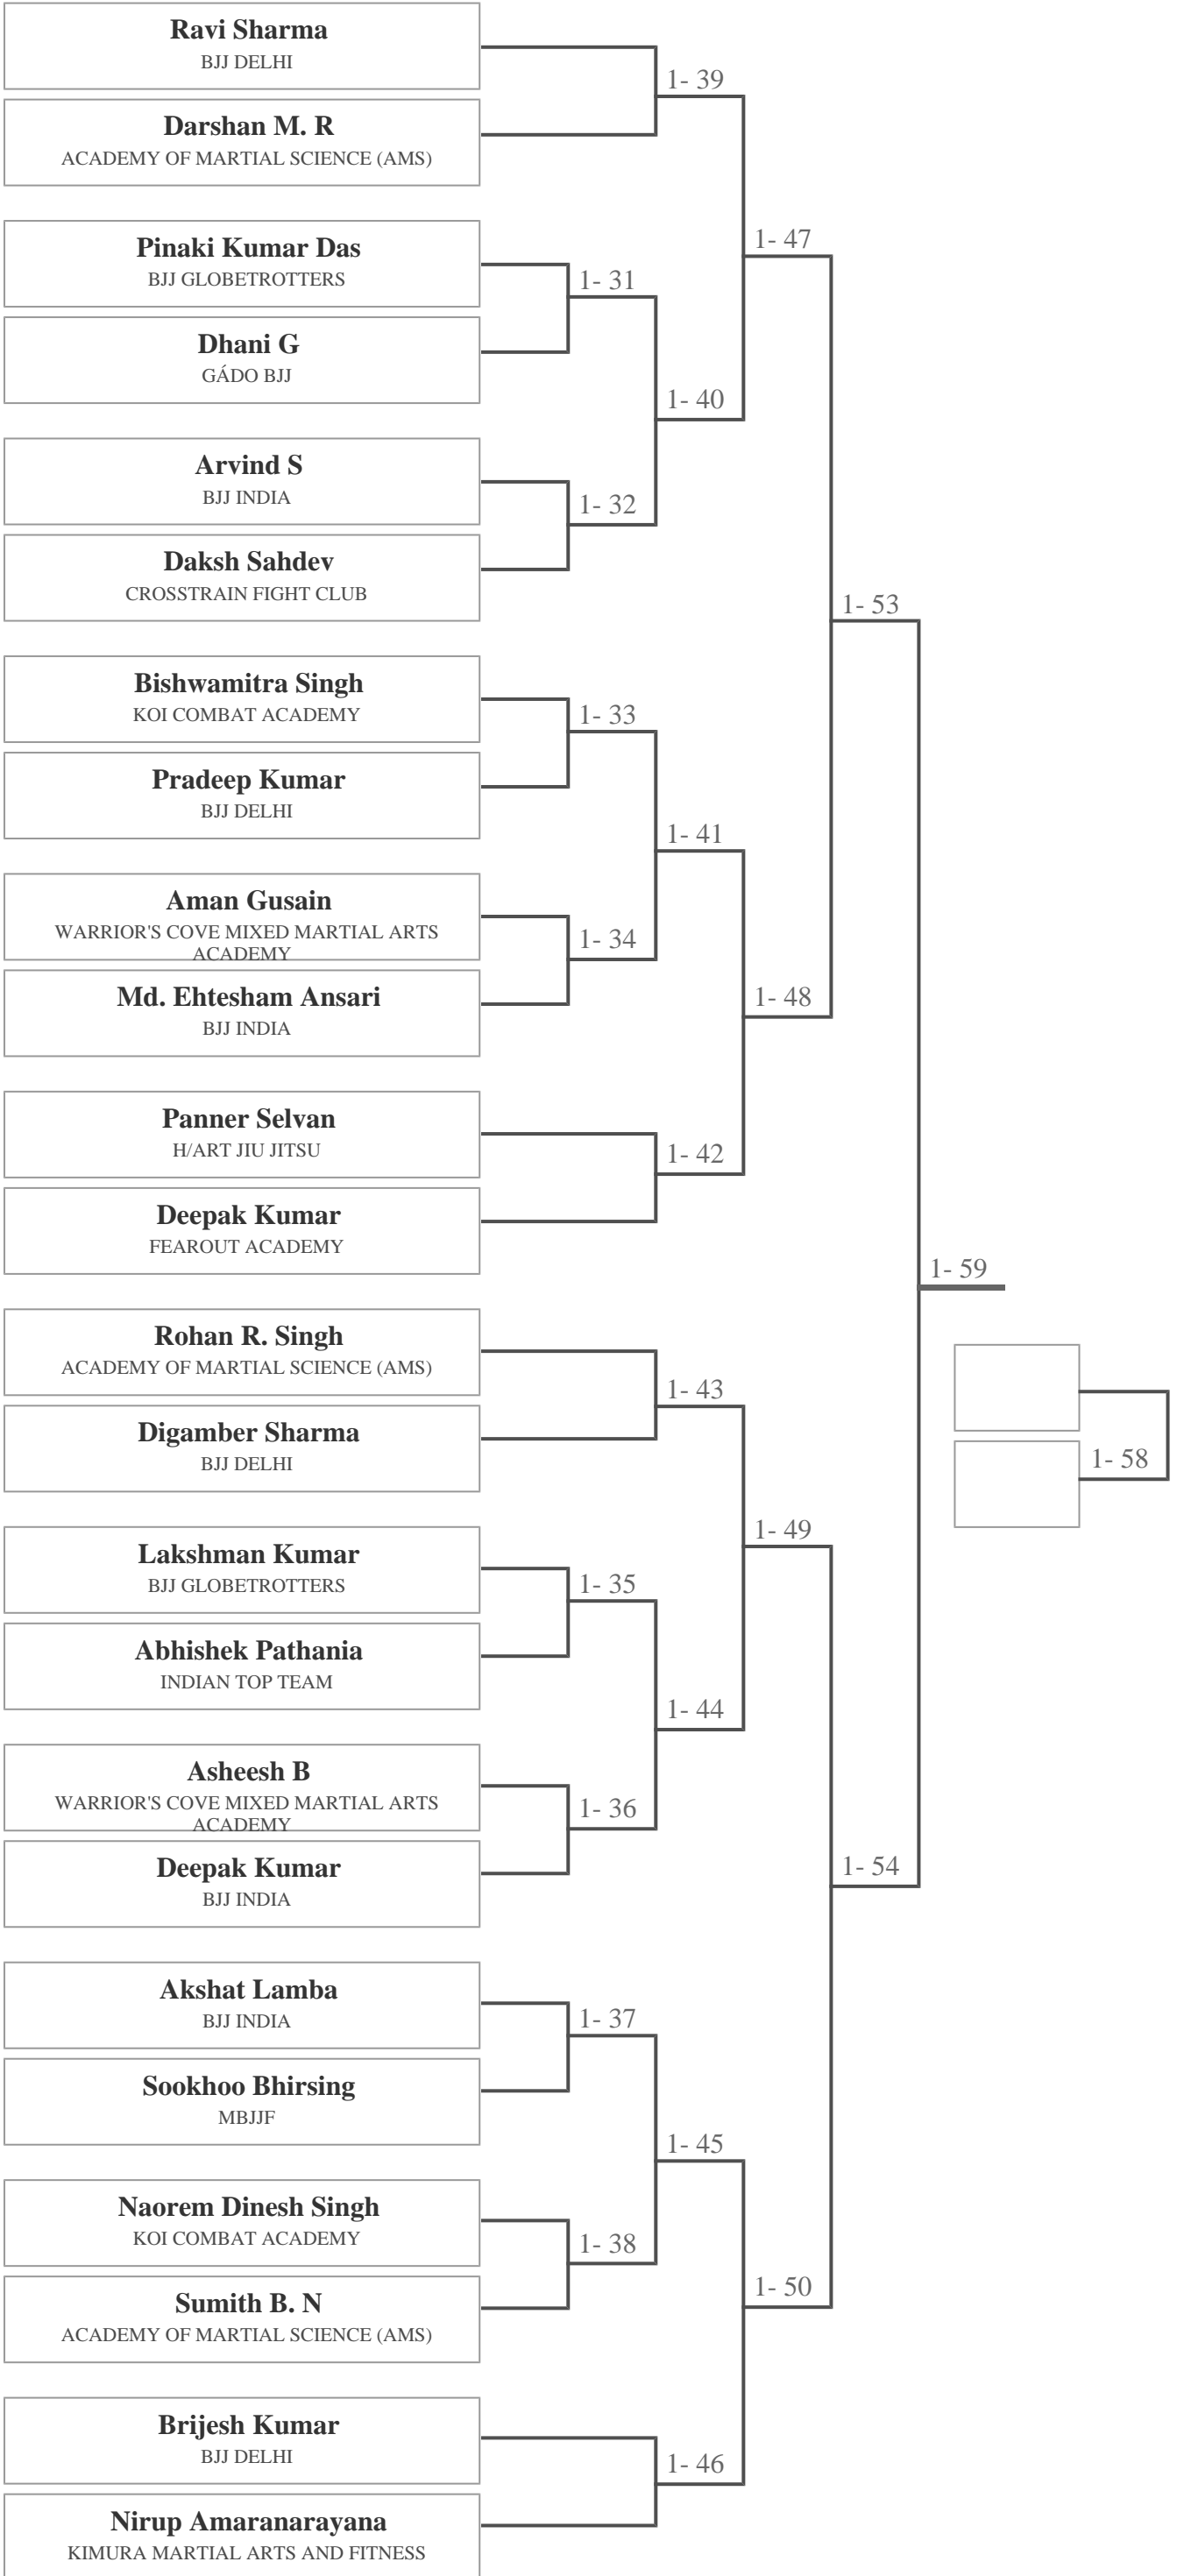 Ravi Sharma
BJJ DELHI
1- 39
Darshan M. R
ACADEMY OF MARTIAL SCIENCE (AMS)
Pinaki Kumar Das
BJJ GLOBETROTTERS
1- 47
1- 31
Dhani G
GÁDO BJJ
1- 40
Arvind S
BJJ INDIA
1- 32
Daksh Sahdev
CROSSTRAIN FIGHT CLUB
1- 53
Bishwamitra Singh
KOI COMBAT ACADEMY
1- 33
Pradeep Kumar
BJJ DELHI
1- 41
Aman Gusain
WARRIOR'S COVE MIXED MARTIAL ARTS
ACADEMY
1- 34
Md. Ehtesham Ansari
BJJ INDIA
1- 48
Panner Selvan
H/ART JIU JITSU
1- 42
Deepak Kumar
FEAROUT ACADEMY
1- 59
Rohan R. Singh
ACADEMY OF MARTIAL SCIENCE (AMS)
1- 43
Digamber Sharma
BJJ DELHI
1- 58
Lakshman Kumar
BJJ GLOBETROTTERS
1- 49
1- 35
Abhishek Pathania
INDIAN TOP TEAM
1- 44
Asheesh B
WARRIOR'S COVE MIXED MARTIAL ARTS
ACADEMY
1- 36
Deepak Kumar
BJJ INDIA
1- 54
Akshat Lamba
BJJ INDIA
1- 37
Sookhoo Bhirsing
MBJJF
1- 45
Naorem Dinesh Singh
KOI COMBAT ACADEMY
1- 38
Sumith B. N
ACADEMY OF MARTIAL SCIENCE (AMS)
1- 50
Brijesh Kumar
BJJ DELHI
1- 46
Nirup Amaranarayana
KIMURA MARTIAL ARTS AND FITNESS